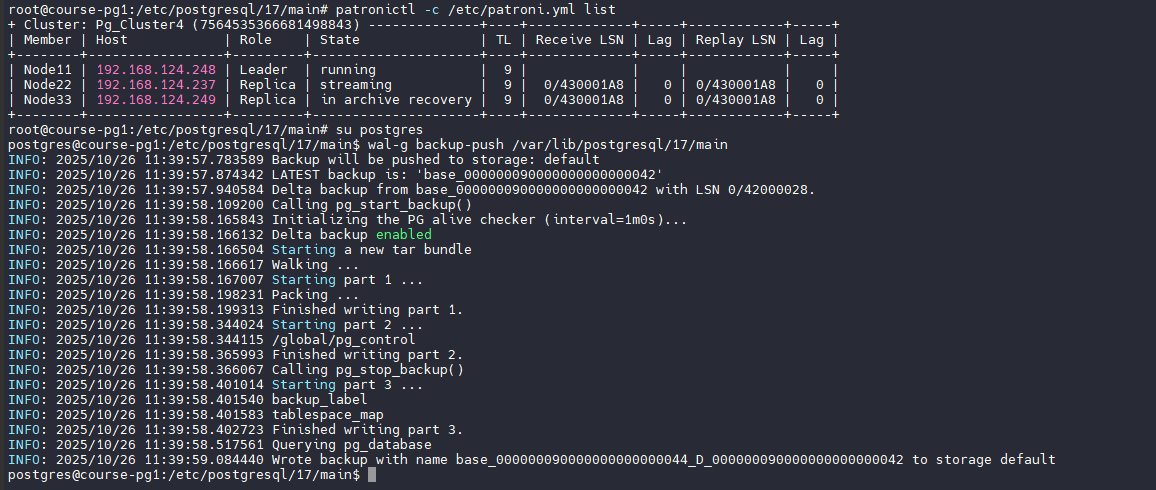 root@course-pg1:/etc/postgresql/17/main# patronictl -c /etc/patroni.yml list
+ Cluster: Pg_Cluster4 (7564535366681498843) --------------+----+-------------+-----+------------+-----+
| Member | Host            | Role    | State               | TL | Receive LSN | Lag | Replay LSN | Lag |
+--------+-----------------+---------+---------------------+----+-------------+-----+------------+-----+
| Node11 | 192.168.124.248 | Leader  | running             |  9 |             |     |            |     |
| Node22 | 192.168.124.237 | Replica | streaming           |  9 |  0/430001A8 |   0 | 0/430001A8 |   0 |
| Node33 | 192.168.124.249 | Replica | in archive recovery |  9 |  0/430001A8 |   0 | 0/430001A8 |   0 |
+--------+-----------------+---------+---------------------+----+-------------+-----+------------+-----+
root@course-pg1:/etc/postgresql/17/main# su postgres
postgres@course-pg1:/etc/postgresql/17/main$ wal-g backup-push /var/lib/postgresql/17/main
INFO: 2025/10/26 11:39:57.783589 Backup will be pushed to storage: default
INFO: 2025/10/26 11:39:57.874342 LATEST backup is: 'base_000000090000000000000042'
INFO: 2025/10/26 11:39:57.940584 Delta backup from base_000000090000000000000042 with LSN 0/42000028.
INFO: 2025/10/26 11:39:58.109200 Calling pg_start_backup()
INFO: 2025/10/26 11:39:58.165843 Initializing the PG alive checker (interval=1m0s)...
INFO: 2025/10/26 11:39:58.166132 Delta backup enabled
INFO: 2025/10/26 11:39:58.166504 Starting a new tar bundle
INFO: 2025/10/26 11:39:58.166617 Walking ...
INFO: 2025/10/26 11:39:58.167007 Starting part 1 ...
INFO: 2025/10/26 11:39:58.198231 Packing ...
INFO: 2025/10/26 11:39:58.199313 Finished writing part 1.
INFO: 2025/10/26 11:39:58.344024 Starting part 2 ...
INFO: 2025/10/26 11:39:58.344115 /global/pg_control
INFO: 2025/10/26 11:39:58.365993 Finished writing part 2.
INFO: 2025/10/26 11:39:58.366067 Calling pg_stop_backup()
INFO: 2025/10/26 11:39:58.401014 Starting part 3 ...
INFO: 2025/10/26 11:39:58.401540 backup_label
INFO: 2025/10/26 11:39:58.401583 tablespace_map
INFO: 2025/10/26 11:39:58.402723 Finished writing part 3.
INFO: 2025/10/26 11:39:58.517561 Querying pg_database
INFO: 2025/10/26 11:39:59.084440 Wrote backup with name base_000000090000000000000044_D_000000090000000000000042 to storage default
postgres@course-pg1:/etc/postgresql/17/main$